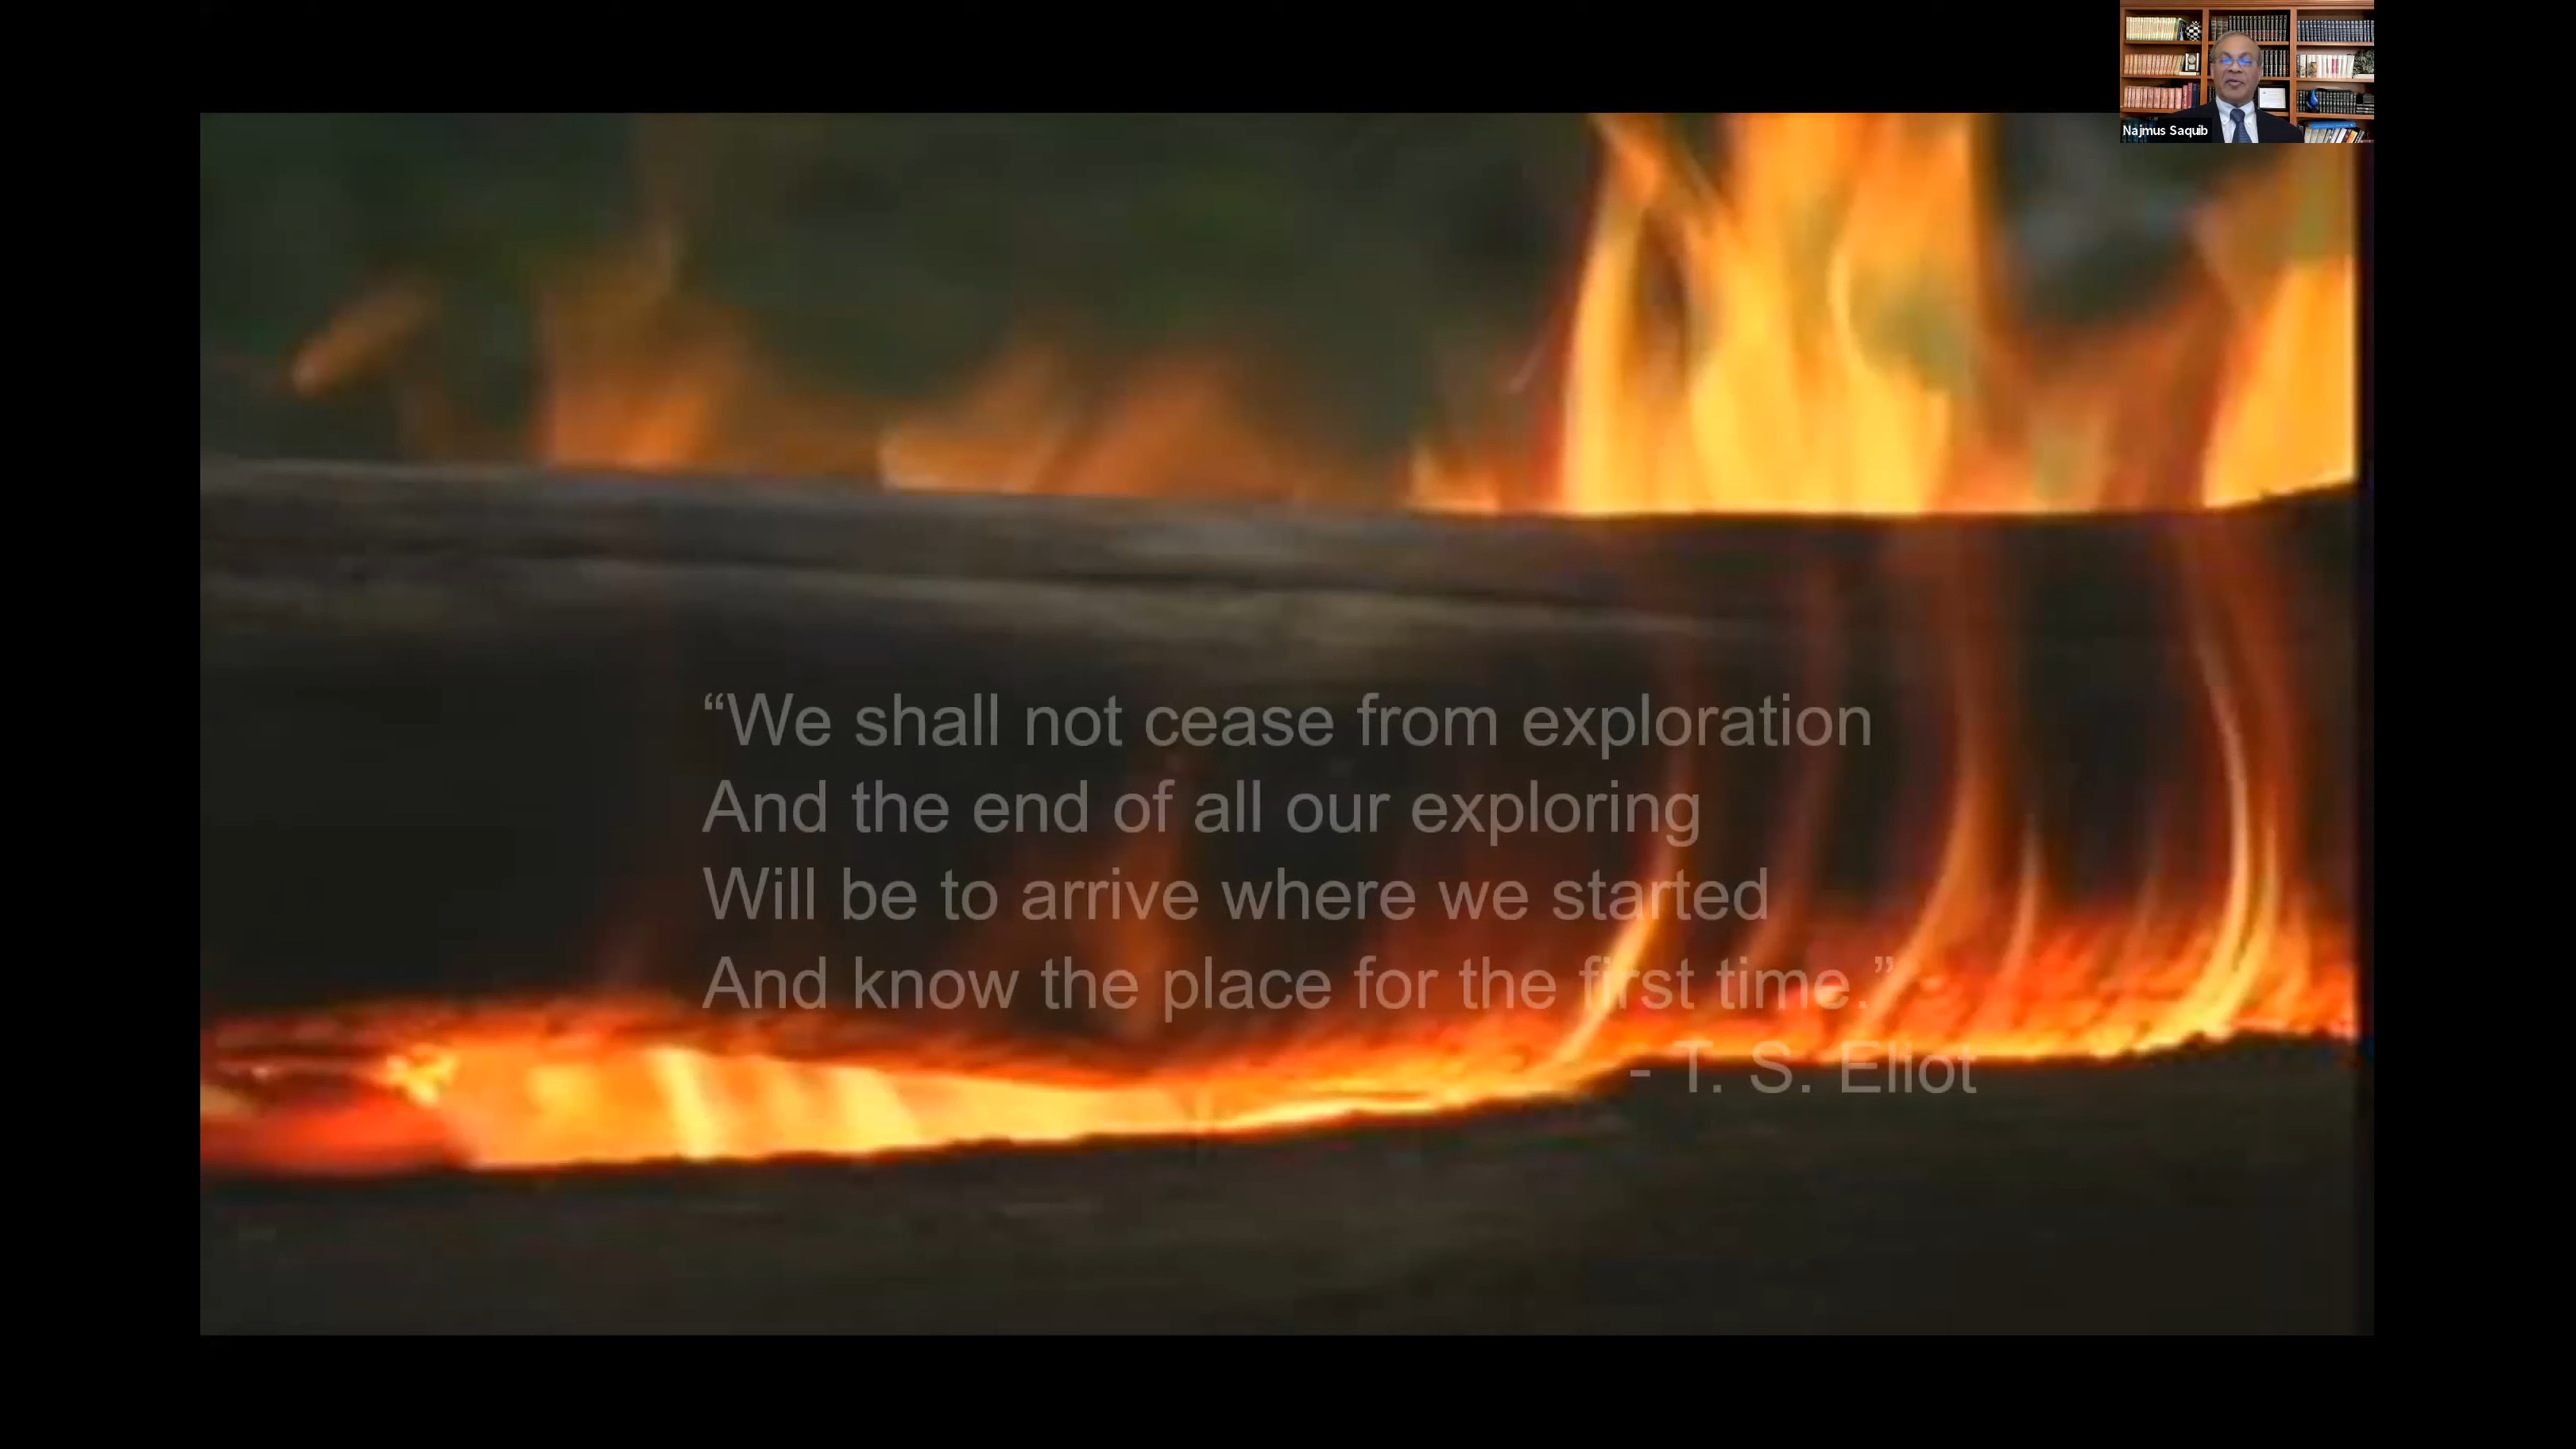 Najmus Saquib
“We shall not cease from exploration
And the end of all our exploring
Will be to arrive where we started
And know the place for the first time.”
- T. S. Eliot